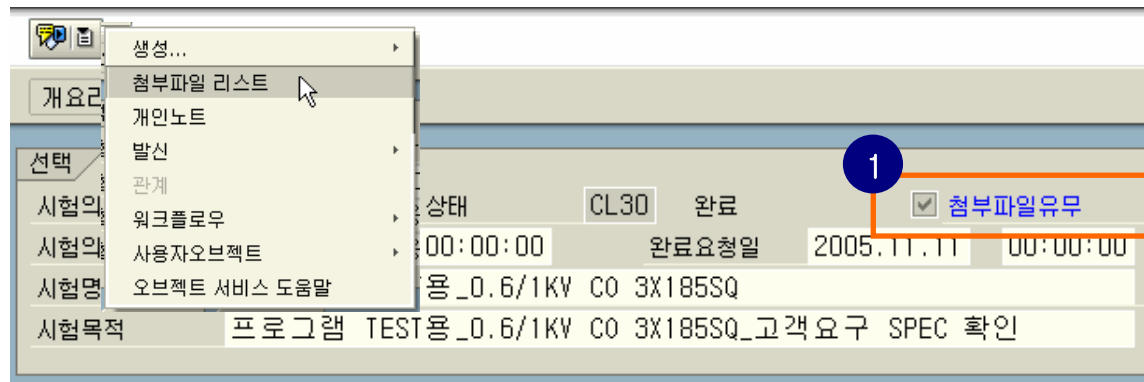 생성...
첨부파일 리스트
개요
개인노트
발신
선택
관계
1
시험의
상태 CL30 완료 첨부파일유무
워크플로우
시험의 00:00:00 완료요청일 2005.11.11 00:00:00
사용자오브젝트
시험명 용_0.6/1KV CO 3X185SQ
오브젝트 서비스 도움말
시험목적 프로그램 TEST용_0.6/1KV CO 3X185SQ_고객요구 SPEC 확인